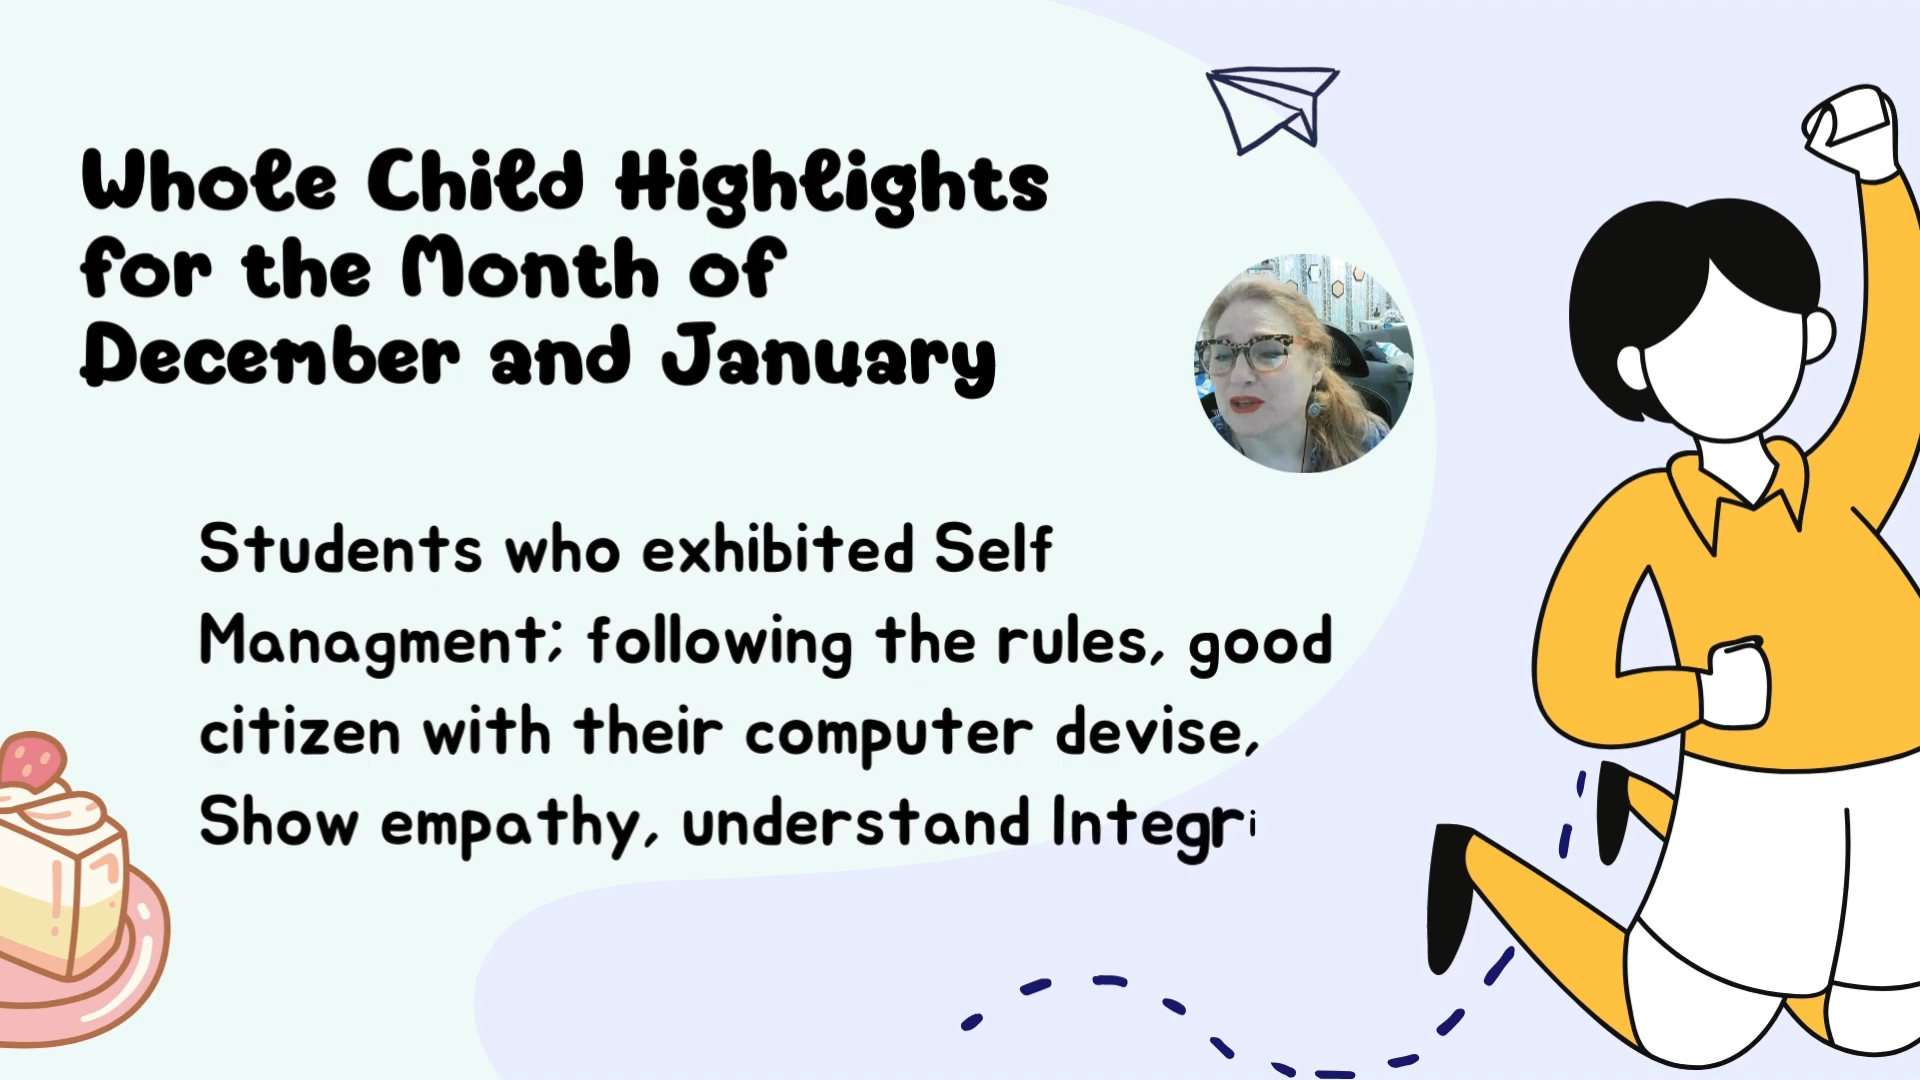 Whole Child Highlights
for the Month of
December and January
Students who exhibited Self
Managment; following the rules, good
citizen with their computer devise,
Show empathy, understand Integri